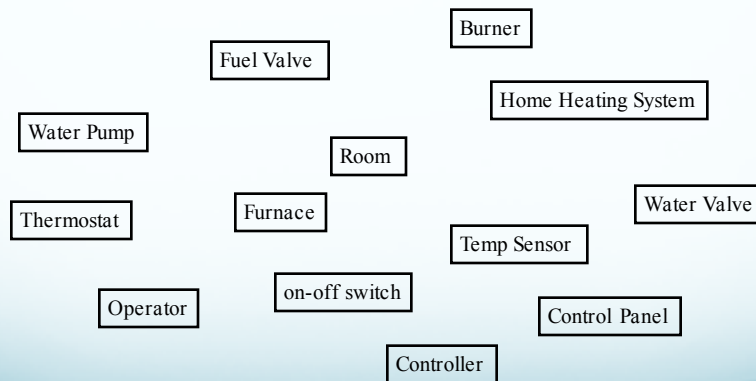 Burner
Fuel Valve
Home Heating System
Water Pump
Room
Water Valve
Thermostat
Furnace
Temp Sensor
on-off switch
Operator
Control Panel
Controller